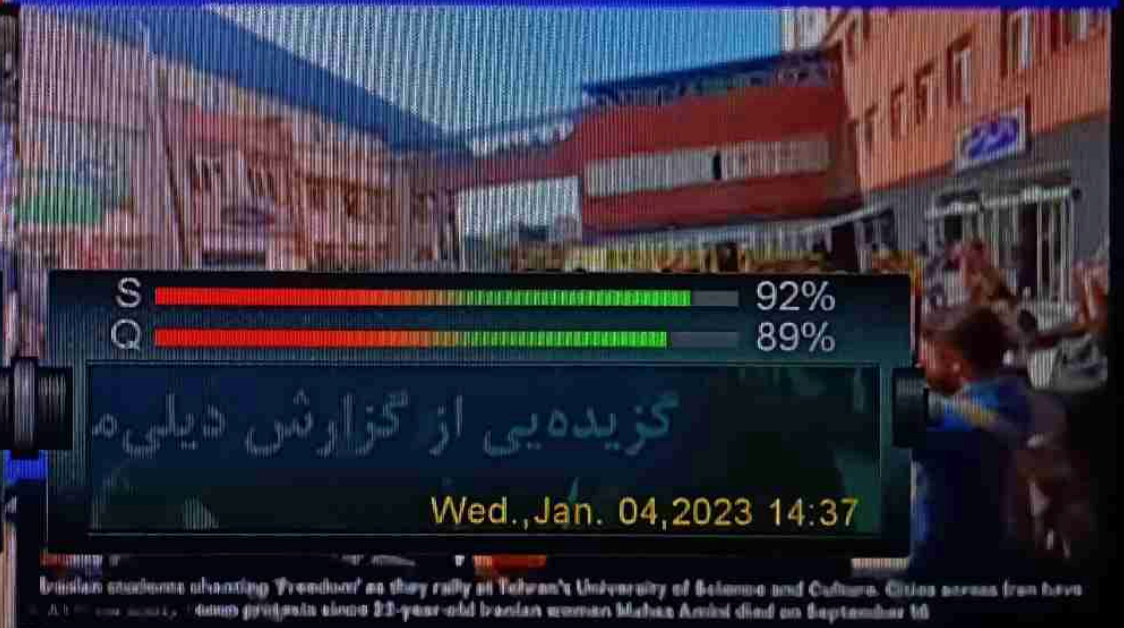 S 92%
Q 89%
گزیده‌یی از گزارش دیلی‌م
Wed.,Jan. 04,2023 14:37
Iranian students chanting 'Freedom' as they rally at Tehran's University of Science and Culture. Cities across Iran have
seen protests since 22-year-old Iranian woman Mahsa Amini died on September 16